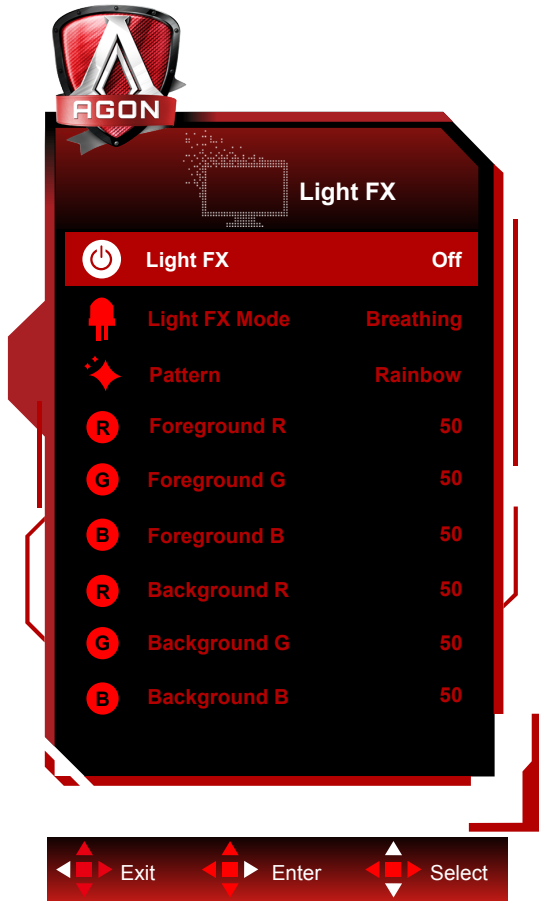 AGON
Light FX
Light FX Off
Light FX Mode Breathing
Pattern Rainbow
R Foreground R 50
G Foreground G 50
B Foreground B 50
R Background R 50
G Background G 50
B Background B 50
Exit Enter Select